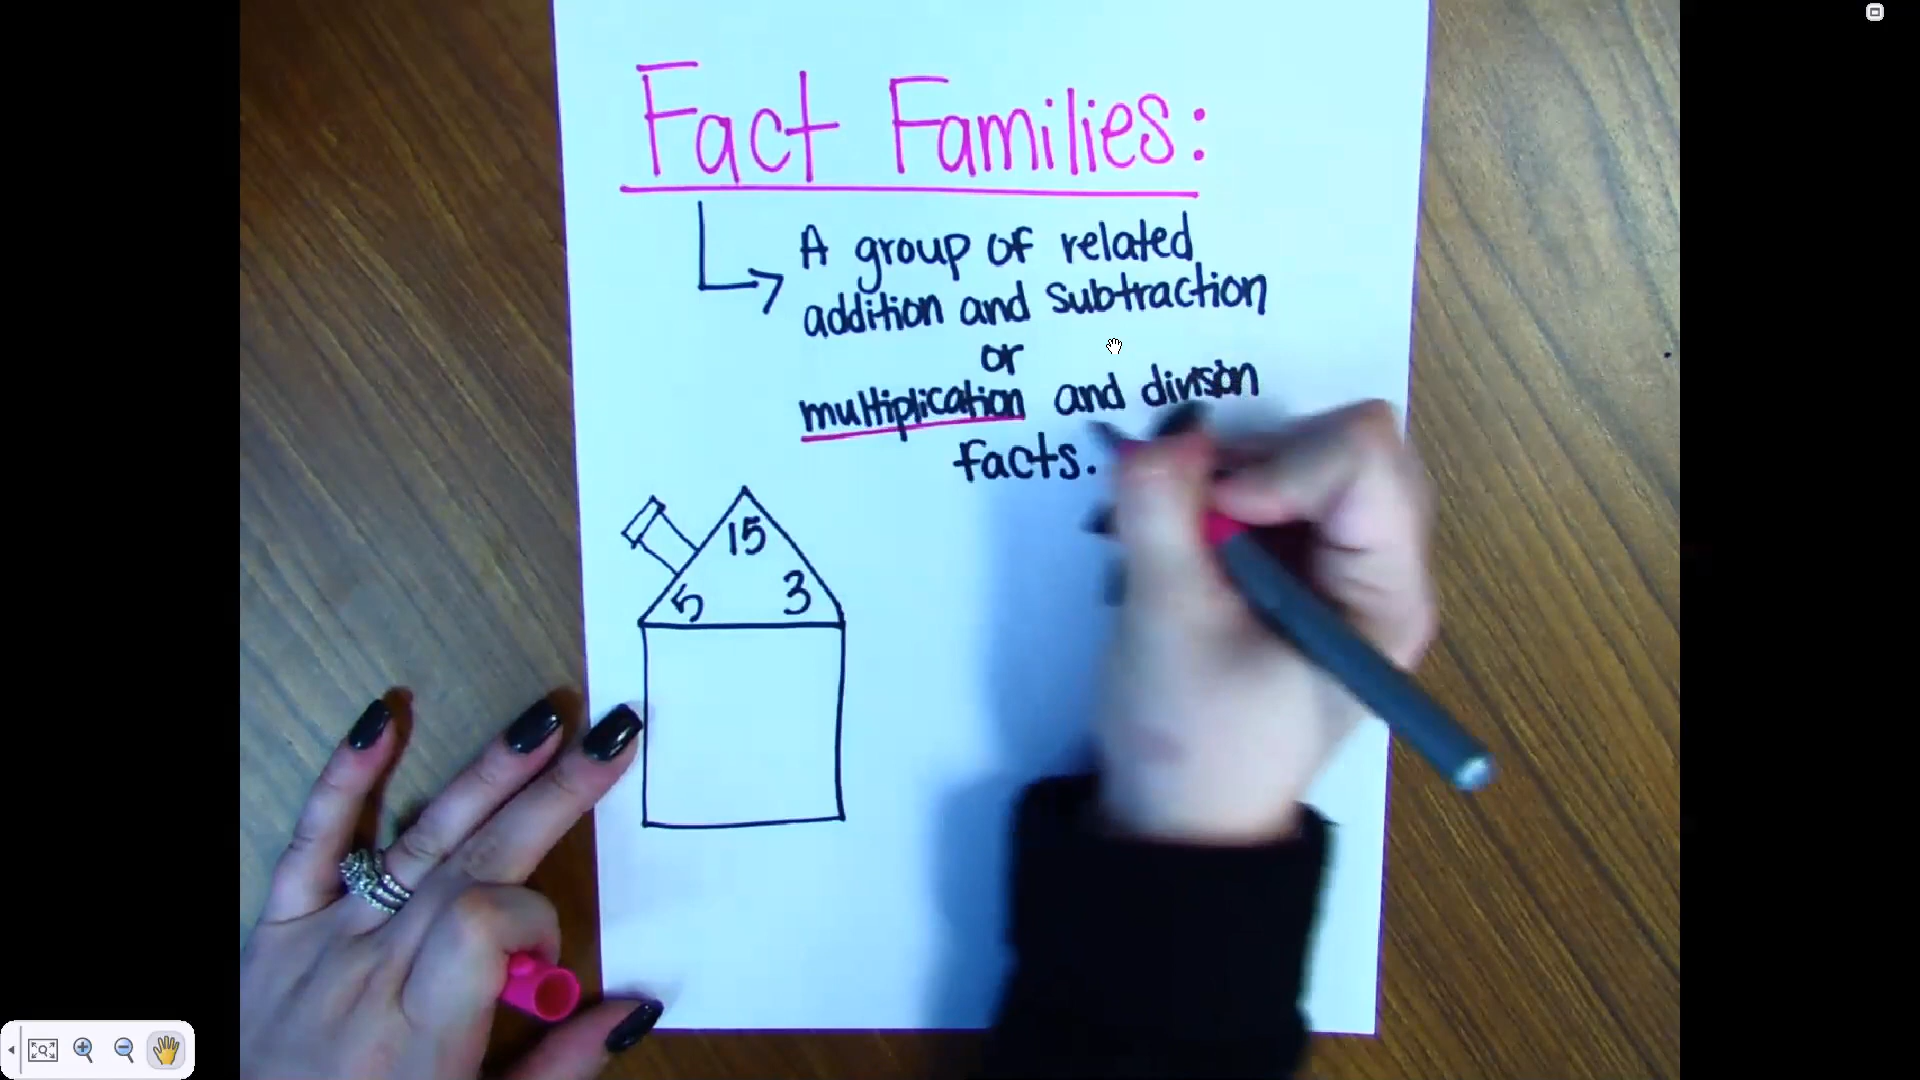 Fact Families:
A group of related
addition and subtraction
or
multiplication and division
facts.
15
5 3